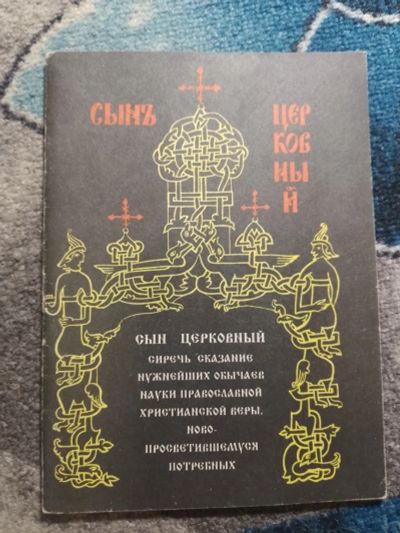 СЫНЪ
ЦЕР
КОВ
НЫ
Й
СЫН ЦЕРКОВНЫЙ
СИРЕЧЬ СКАЗАНИЕ
НУЖНЕЙШИХ ОБЫЧАЕВ
НАУКИ ПРАВОСЛАВНОЙ
ХРИСТИАНСКОЙ ВЕРЫ,
НОВО-
ПРОСВЕТИВШЕМУСЯ
ПОТРЕБНЫХ